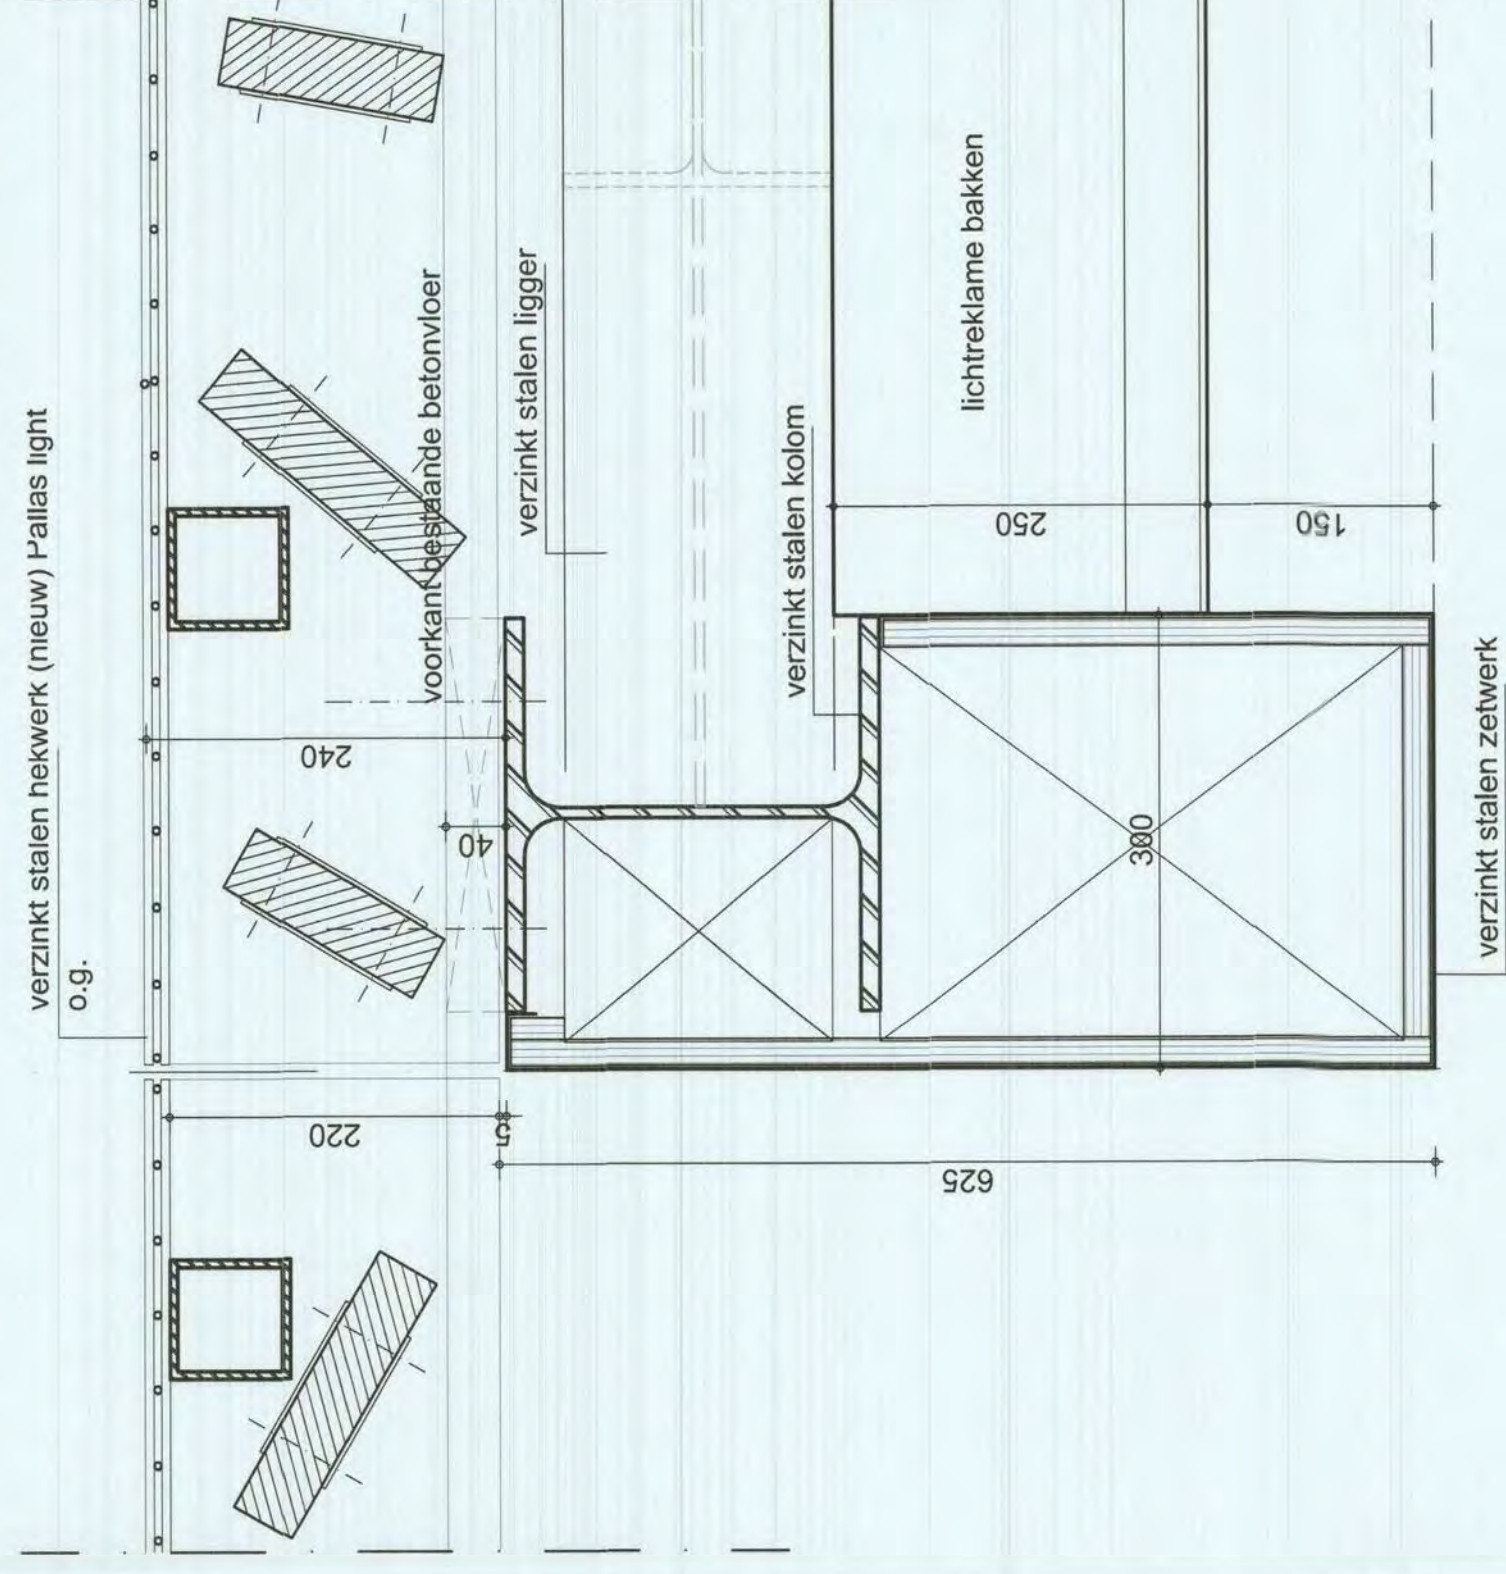 verzinkt stalen hekwerk (nieuw) Pallas light
o.g.
voorkant bestaande betonvloer
verzinkt stalen ligger
verzinkt stalen kolom
lichtreklame bakken
verzinkt stalen zetwerk
240
40
220
5
625
300
250
150